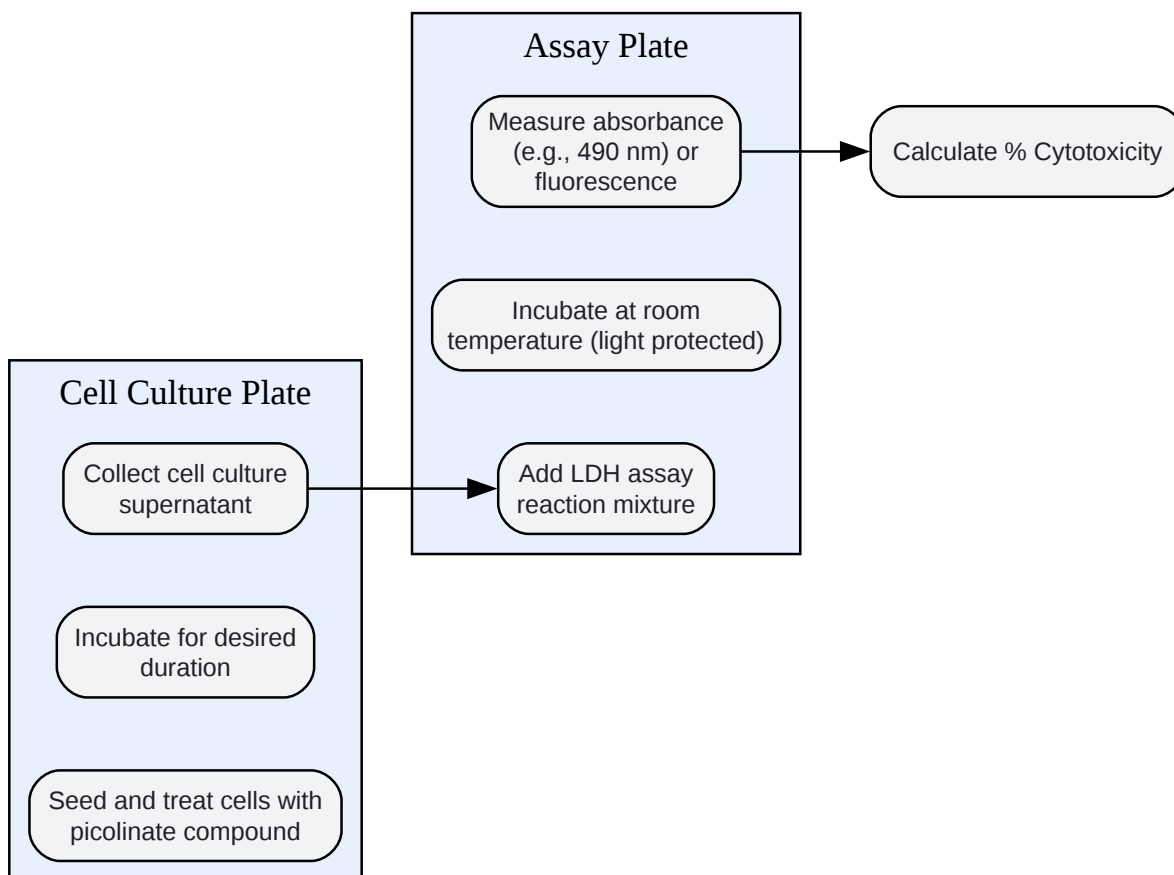 Assay Plate
Measure absorbance
(e.g., 490 nm) or
fluorescence
Calculate % Cytotoxicity
Incubate at room
temperature (light protected)
Cell Culture Plate
Collect cell culture
supernatant
Add LDH assay
reaction mixture
Incubate for desired
duration
Seed and treat cells with
picolinate compound